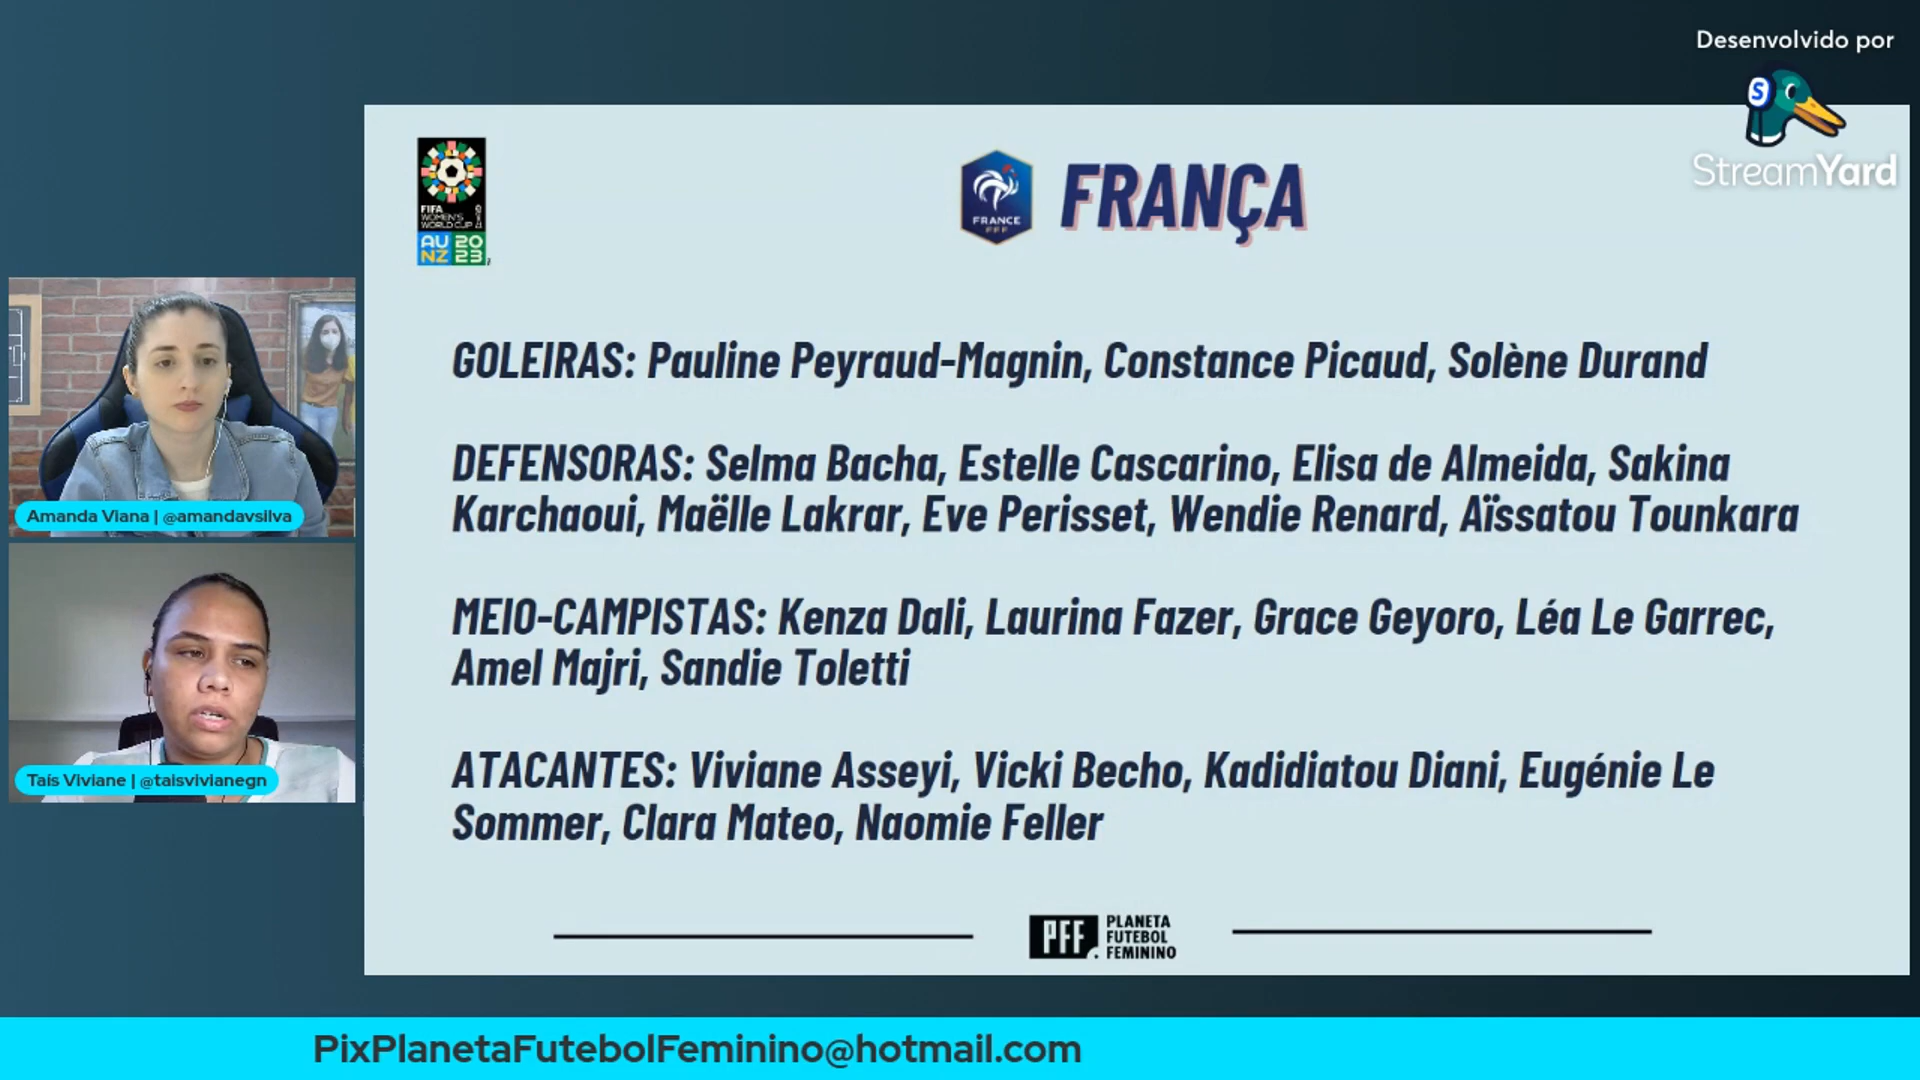 Desenvolvido por
StreamYard
FIFA
WOMEN'S
WORLD CUP
AU 20
NZ 23
FRANCE
FFF
FRANÇA
GOLEIRAS: Pauline Peyraud-Magnin, Constance Picaud, Solène Durand
DEFENSORAS: Selma Bacha, Estelle Cascarino, Elisa de Almeida, Sakina
Karchaoui, Maëlle Lakrar, Eve Perisset, Wendie Renard, Aïssatou Tounkara
MEIO-CAMPISTAS: Kenza Dali, Laurina Fazer, Grace Geyoro, Léa Le Garrec,
Amel Majri, Sandie Toletti
ATACANTES: Viviane Asseyi, Vicki Becho, Kadidiatou Diani, Eugénie Le
Sommer, Clara Mateo, Naomie Feller
PFF.
PLANETA
FUTEBOL
FEMININO
Amanda Viana | @amandavsilva
Taís Viviane | @taisvivianegn
PixPlanetaFutebolFeminino@hotmail.com